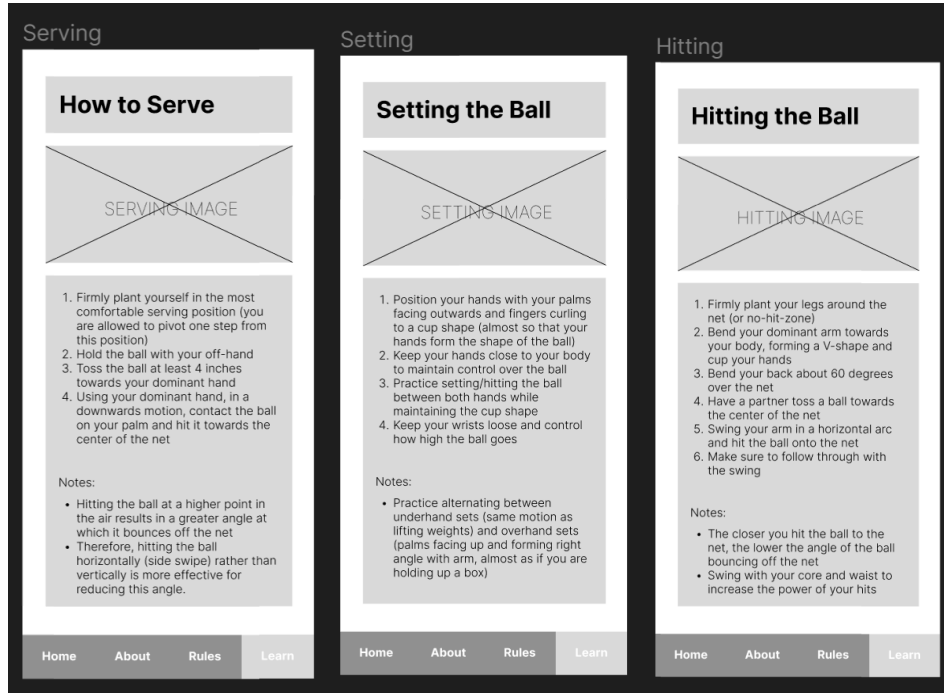 Serving
How to Serve
SERVING IMAGE
1. Firmly plant yourself in the most
comfortable serving position (you
are allowed to pivot one step from
this position)
2. Hold the ball with your off-hand
3. Toss the ball at least 4 inches
towards your dominant hand
4. Using your dominant hand, in a
downwards motion, contact the ball
on your palm and hit it towards the
center of the net
Notes:
• Hitting the ball at a higher point in
the air results in a greater angle at
which it bounces off the net
• Therefore, hitting the ball
horizontally (side swipe) rather than
vertically is more effective for
reducing this angle.
Home About Rules Learn
Setting
Setting the Ball
SETTING IMAGE
1. Position your hands with your palms
facing outwards and fingers curling
to a cup shape (almost so that your
hands form the shape of the ball)
2. Keep your hands close to your body
to maintain control over the ball
3. Practice setting/hitting the ball
between both hands while
maintaining the cup shape
4. Keep your wrists loose and control
how high the ball goes
Notes:
• Practice alternating between
underhand sets (same motion as
lifting weights) and overhand sets
(palms facing up and forming right
angle with arm, almost as if you are
holding up a box)
Home About Rules Learn
Hitting
Hitting the Ball
HITTING IMAGE
1. Firmly plant your legs around the
net (or no-hit-zone)
2. Bend your dominant arm towards
your body, forming a V-shape and
cup your hands
3. Bend your back about 60 degrees
over the net
4. Have a partner toss a ball towards
the center of the net
5. Swing your arm in a horizontal arc
and hit the ball onto the net
6. Make sure to follow through with
the swing
Notes:
• The closer you hit the ball to the
net, the lower the angle of the ball
bouncing off the net
• Swing with your core and waist to
increase the power of your hits
Home About Rules Learn